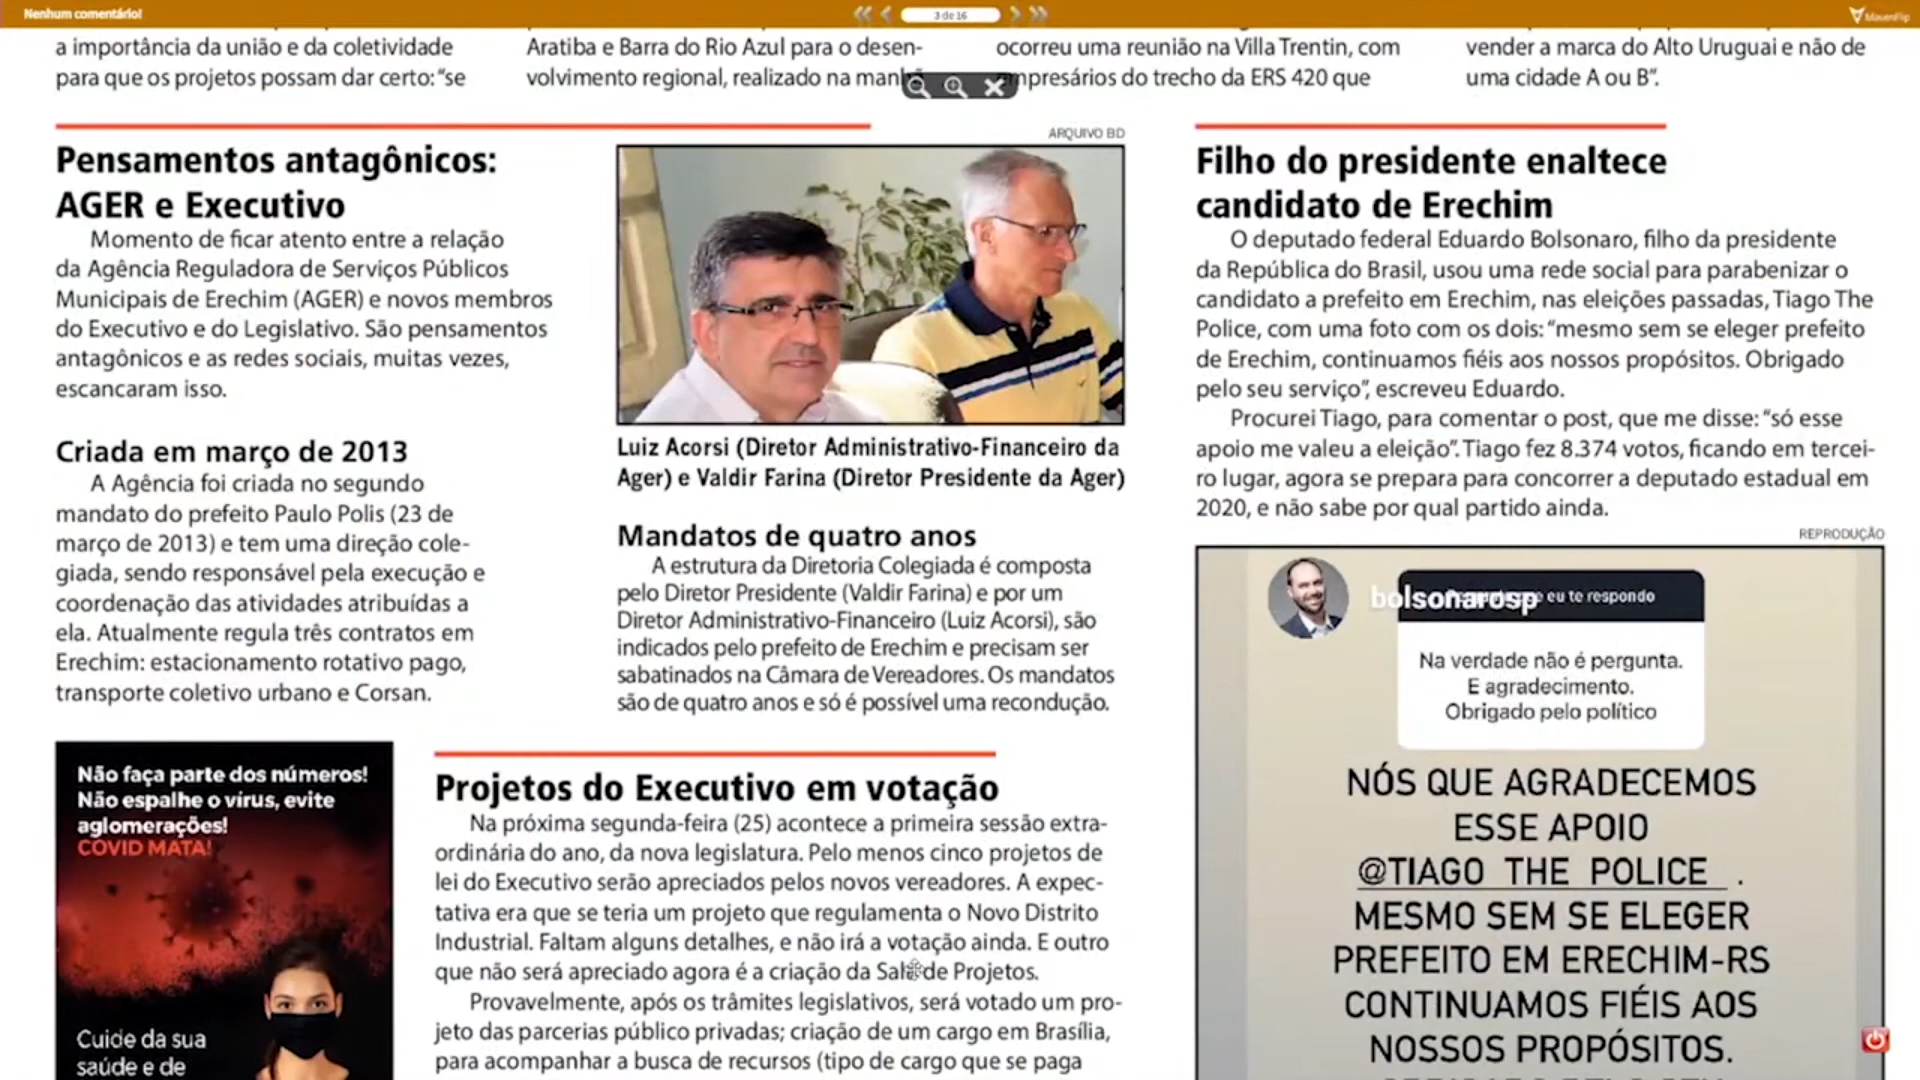 Nenhum comentário!
3 de 16
MavenFlip
a importância da união e da coletividade
para que os projetos possam dar certo: “se
Aratiba e Barra do Rio Azul para o desen-
volvimento regional, realizado na manhã
ocorreu uma reunião na Villa Trentin, com
empresários do trecho da ERS 420 que
vender a marca do Alto Uruguai e não de
uma cidade A ou B”.
Pensamentos antagônicos:
AGER e Executivo
Momento de ficar atento entre a relação
da Agência Reguladora de Serviços Públicos
Municipais de Erechim (AGER) e novos membros
do Executivo e do Legislativo. São pensamentos
antagônicos e as redes sociais, muitas vezes,
escancaram isso.
Criada em março de 2013
A Agência foi criada no segundo
mandato do prefeito Paulo Polis (23 de
março de 2013) e tem uma direção cole-
giada, sendo responsável pela execução e
coordenação das atividades atribuídas a
ela. Atualmente regula três contratos em
Erechim: estacionamento rotativo pago,
transporte coletivo urbano e Corsan.
ARQUIVO BD
Luiz Acorsi (Diretor Administrativo-Financeiro da
Ager) e Valdir Farina (Diretor Presidente da Ager)
Mandatos de quatro anos
A estrutura da Diretoria Colegiada é composta
pelo Diretor Presidente (Valdir Farina) e por um
Diretor Administrativo-Financeiro (Luiz Acorsi), são
indicados pelo prefeito de Erechim e precisam ser
sabatinados na Câmara de Vereadores. Os mandatos
são de quatro anos e só é possível uma recondução.
Não faça parte dos números!
Não espalhe o vírus, evite
aglomerações!
COVID MATA!
Cuide da sua
saúde e de
Projetos do Executivo em votação
Na próxima segunda-feira (25) acontece a primeira sessão extra-
ordinária do ano, da nova legislatura. Pelo menos cinco projetos de
lei do Executivo serão apreciados pelos novos vereadores. A expec-
tativa era que se teria um projeto que regulamenta o Novo Distrito
Industrial. Faltam alguns detalhes, e não irá a votação ainda. E outro
que não será apreciado agora é a criação da Sala de Projetos.
Provavelmente, após os trâmites legislativos, será votado um pro-
jeto das parcerias público privadas; criação de um cargo em Brasília,
para acompanhar a busca de recursos (tipo de cargo que se paga
Filho do presidente enaltece
candidato de Erechim
O deputado federal Eduardo Bolsonaro, filho da presidente
da República do Brasil, usou uma rede social para parabenizar o
candidato a prefeito em Erechim, nas eleições passadas, Tiago The
Police, com uma foto com os dois: “mesmo sem se eleger prefeito
de Erechim, continuamos fiéis aos nossos propósitos. Obrigado
pelo seu serviço”, escreveu Eduardo.
Procurei Tiago, para comentar o post, que me disse: “só esse
apoio me valeu a eleição”. Tiago fez 8.374 votos, ficando em tercei-
ro lugar, agora se prepara para concorrer a deputado estadual em
2020, e não sabe por qual partido ainda.
REPRODUÇÃO
bolsonarosp
eu te respondo
Na verdade não é pergunta.
E agradecimento.
Obrigado pelo político
NÓS QUE AGRADECEMOS
ESSE APOIO
@TIAGO_THE_POLICE_ .
MESMO SEM SE ELEGER
PREFEITO EM ERECHIM-RS
CONTINUAMOS FIÉIS AOS
NOSSOS PROPÓSITOS.